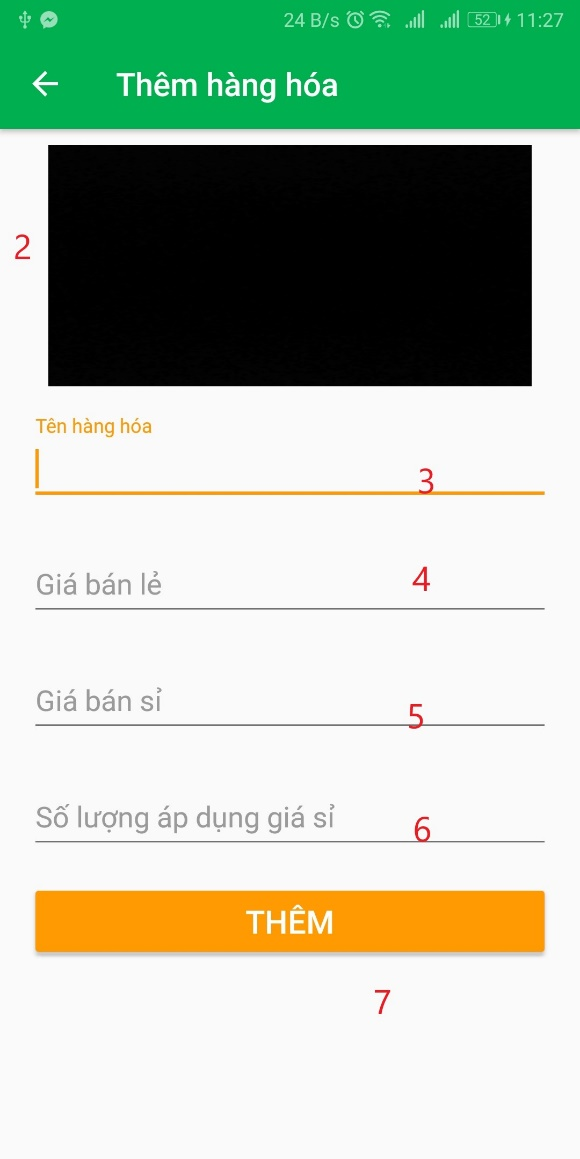 24 B/s 52 11:27
Thêm hàng hóa
2
Tên hàng hóa
3
Giá bán lẻ 4
Giá bán sỉ 5
Số lượng áp dụng giá sỉ 6
THÊM
7